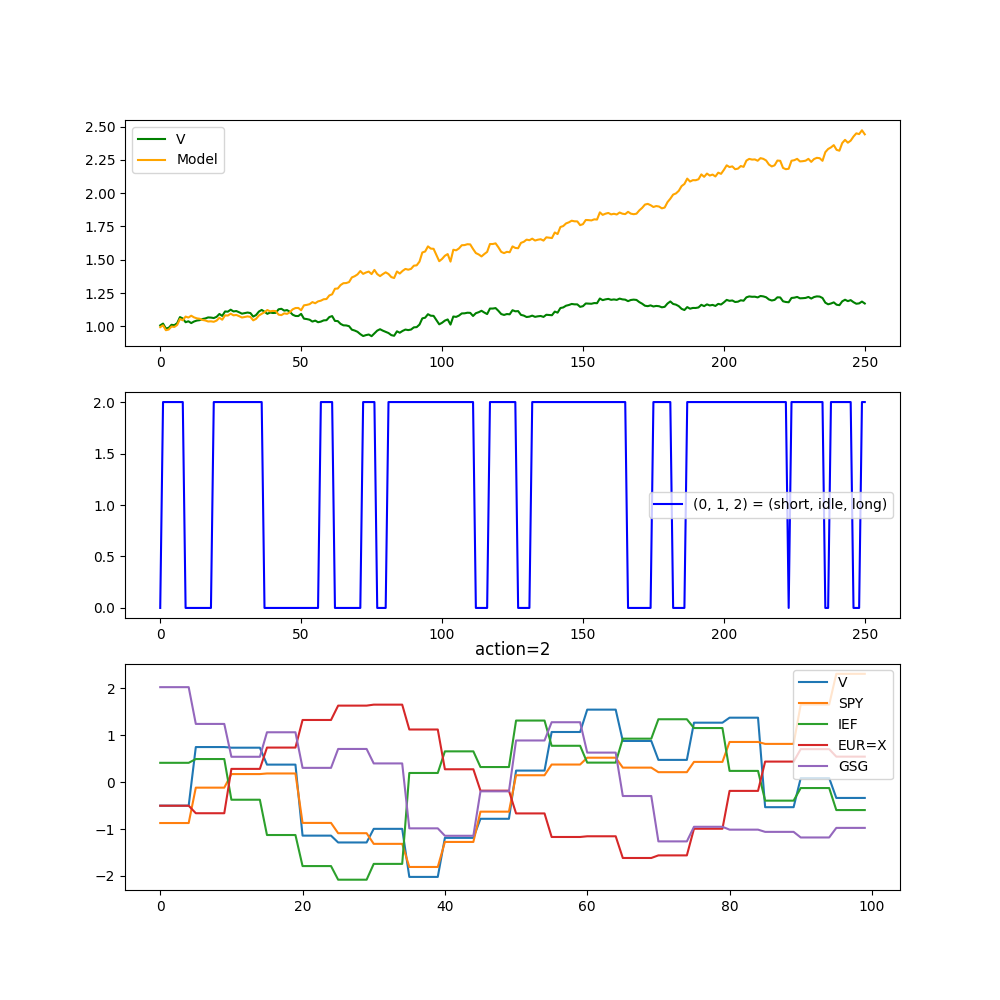 2.50
2.25
2.00
1.75
1.50
1.25
1.00
V
Model
0 50 100 150 200 250
2.0
1.5
1.0
0.5
0.0
(0, 1, 2) = (short, idle, long)
0 50 100 150 200 250
action=2
2
1
0
−1
−2
V
SPY
IEF
EUR=X
GSG
0 20 40 60 80 100